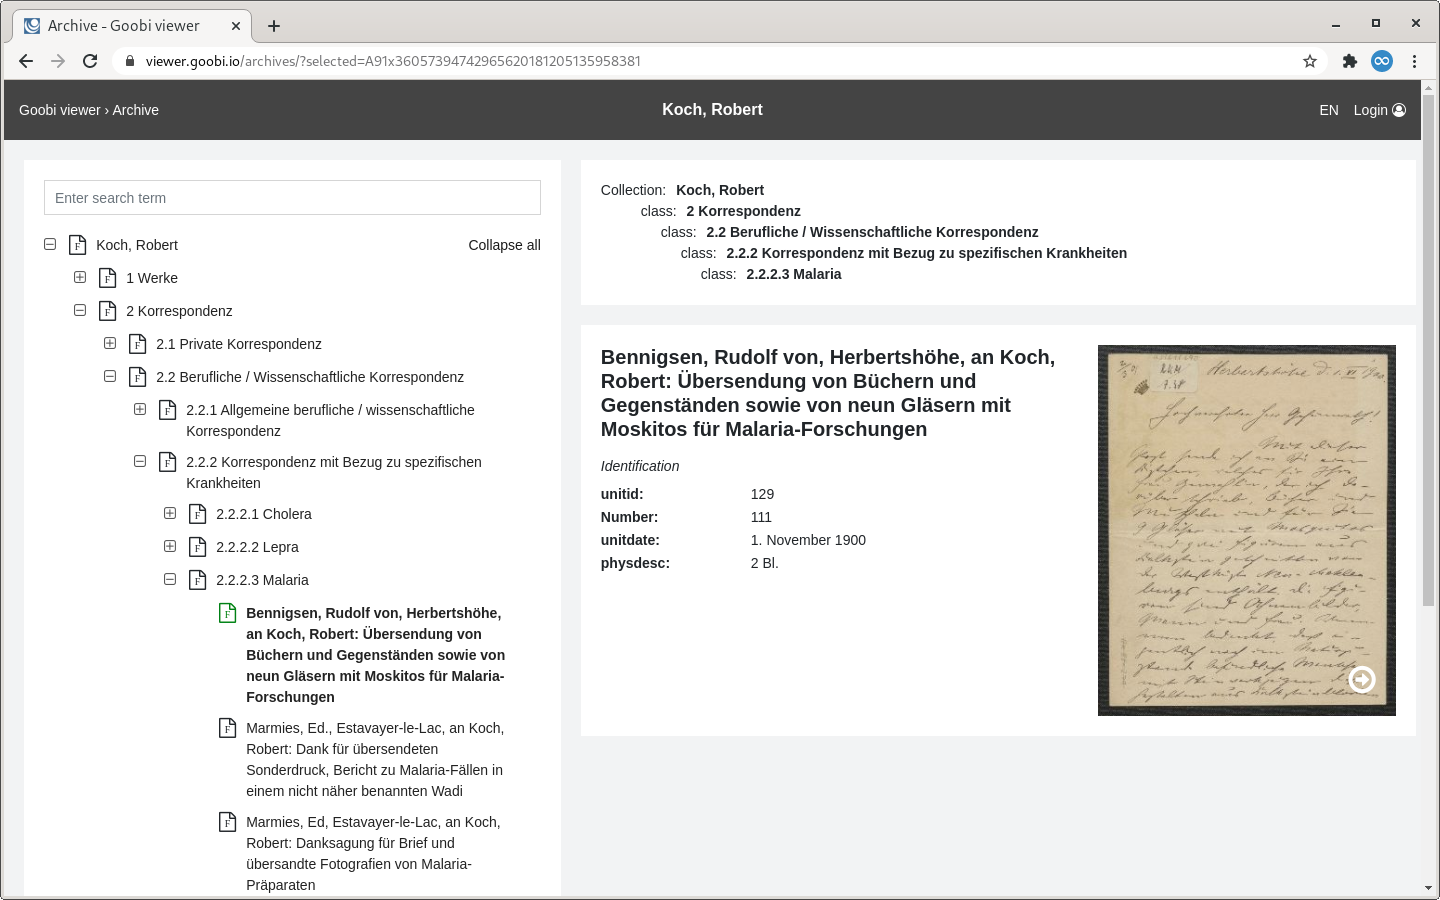 Archive - Goobi viewer
viewer.goobi.io/archives/?selected=A91x36057394742965620181205135958381
Goobi viewer › Archive
Koch, Robert
EN Login
Enter search term
Koch, Robert
Collapse all
1 Werke
2 Korrespondenz
2.1 Private Korrespondenz
2.2 Berufliche / Wissenschaftliche Korrespondenz
2.2.1 Allgemeine berufliche / wissenschaftliche
Korrespondenz
2.2.2 Korrespondenz mit Bezug zu spezifischen
Krankheiten
2.2.2.1 Cholera
2.2.2.2 Lepra
2.2.2.3 Malaria
Bennigsen, Rudolf von, Herbertshöhe,
an Koch, Robert: Übersendung von
Büchern und Gegenständen sowie von
neun Gläsern mit Moskitos für Malaria-
Forschungen
Marmies, Ed., Estavayer-le-Lac, an Koch,
Robert: Dank für übersendeten
Sonderdruck, Bericht zu Malaria-Fällen in
einem nicht näher benannten Wadi
Marmies, Ed, Estavayer-le-Lac, an Koch,
Robert: Danksagung für Brief und
übersandte Fotografien von Malaria-
Präparaten
Collection: Koch, Robert
class: 2 Korrespondenz
class: 2.2 Berufliche / Wissenschaftliche Korrespondenz
class: 2.2.2 Korrespondenz mit Bezug zu spezifischen Krankheiten
class: 2.2.2.3 Malaria
Bennigsen, Rudolf von, Herbertshöhe, an Koch,
Robert: Übersendung von Büchern und
Gegenständen sowie von neun Gläsern mit
Moskitos für Malaria-Forschungen
Identification
unitid: 129
Number: 111
unitdate: 1. November 1900
physdesc: 2 Bl.
Herbertshöhe